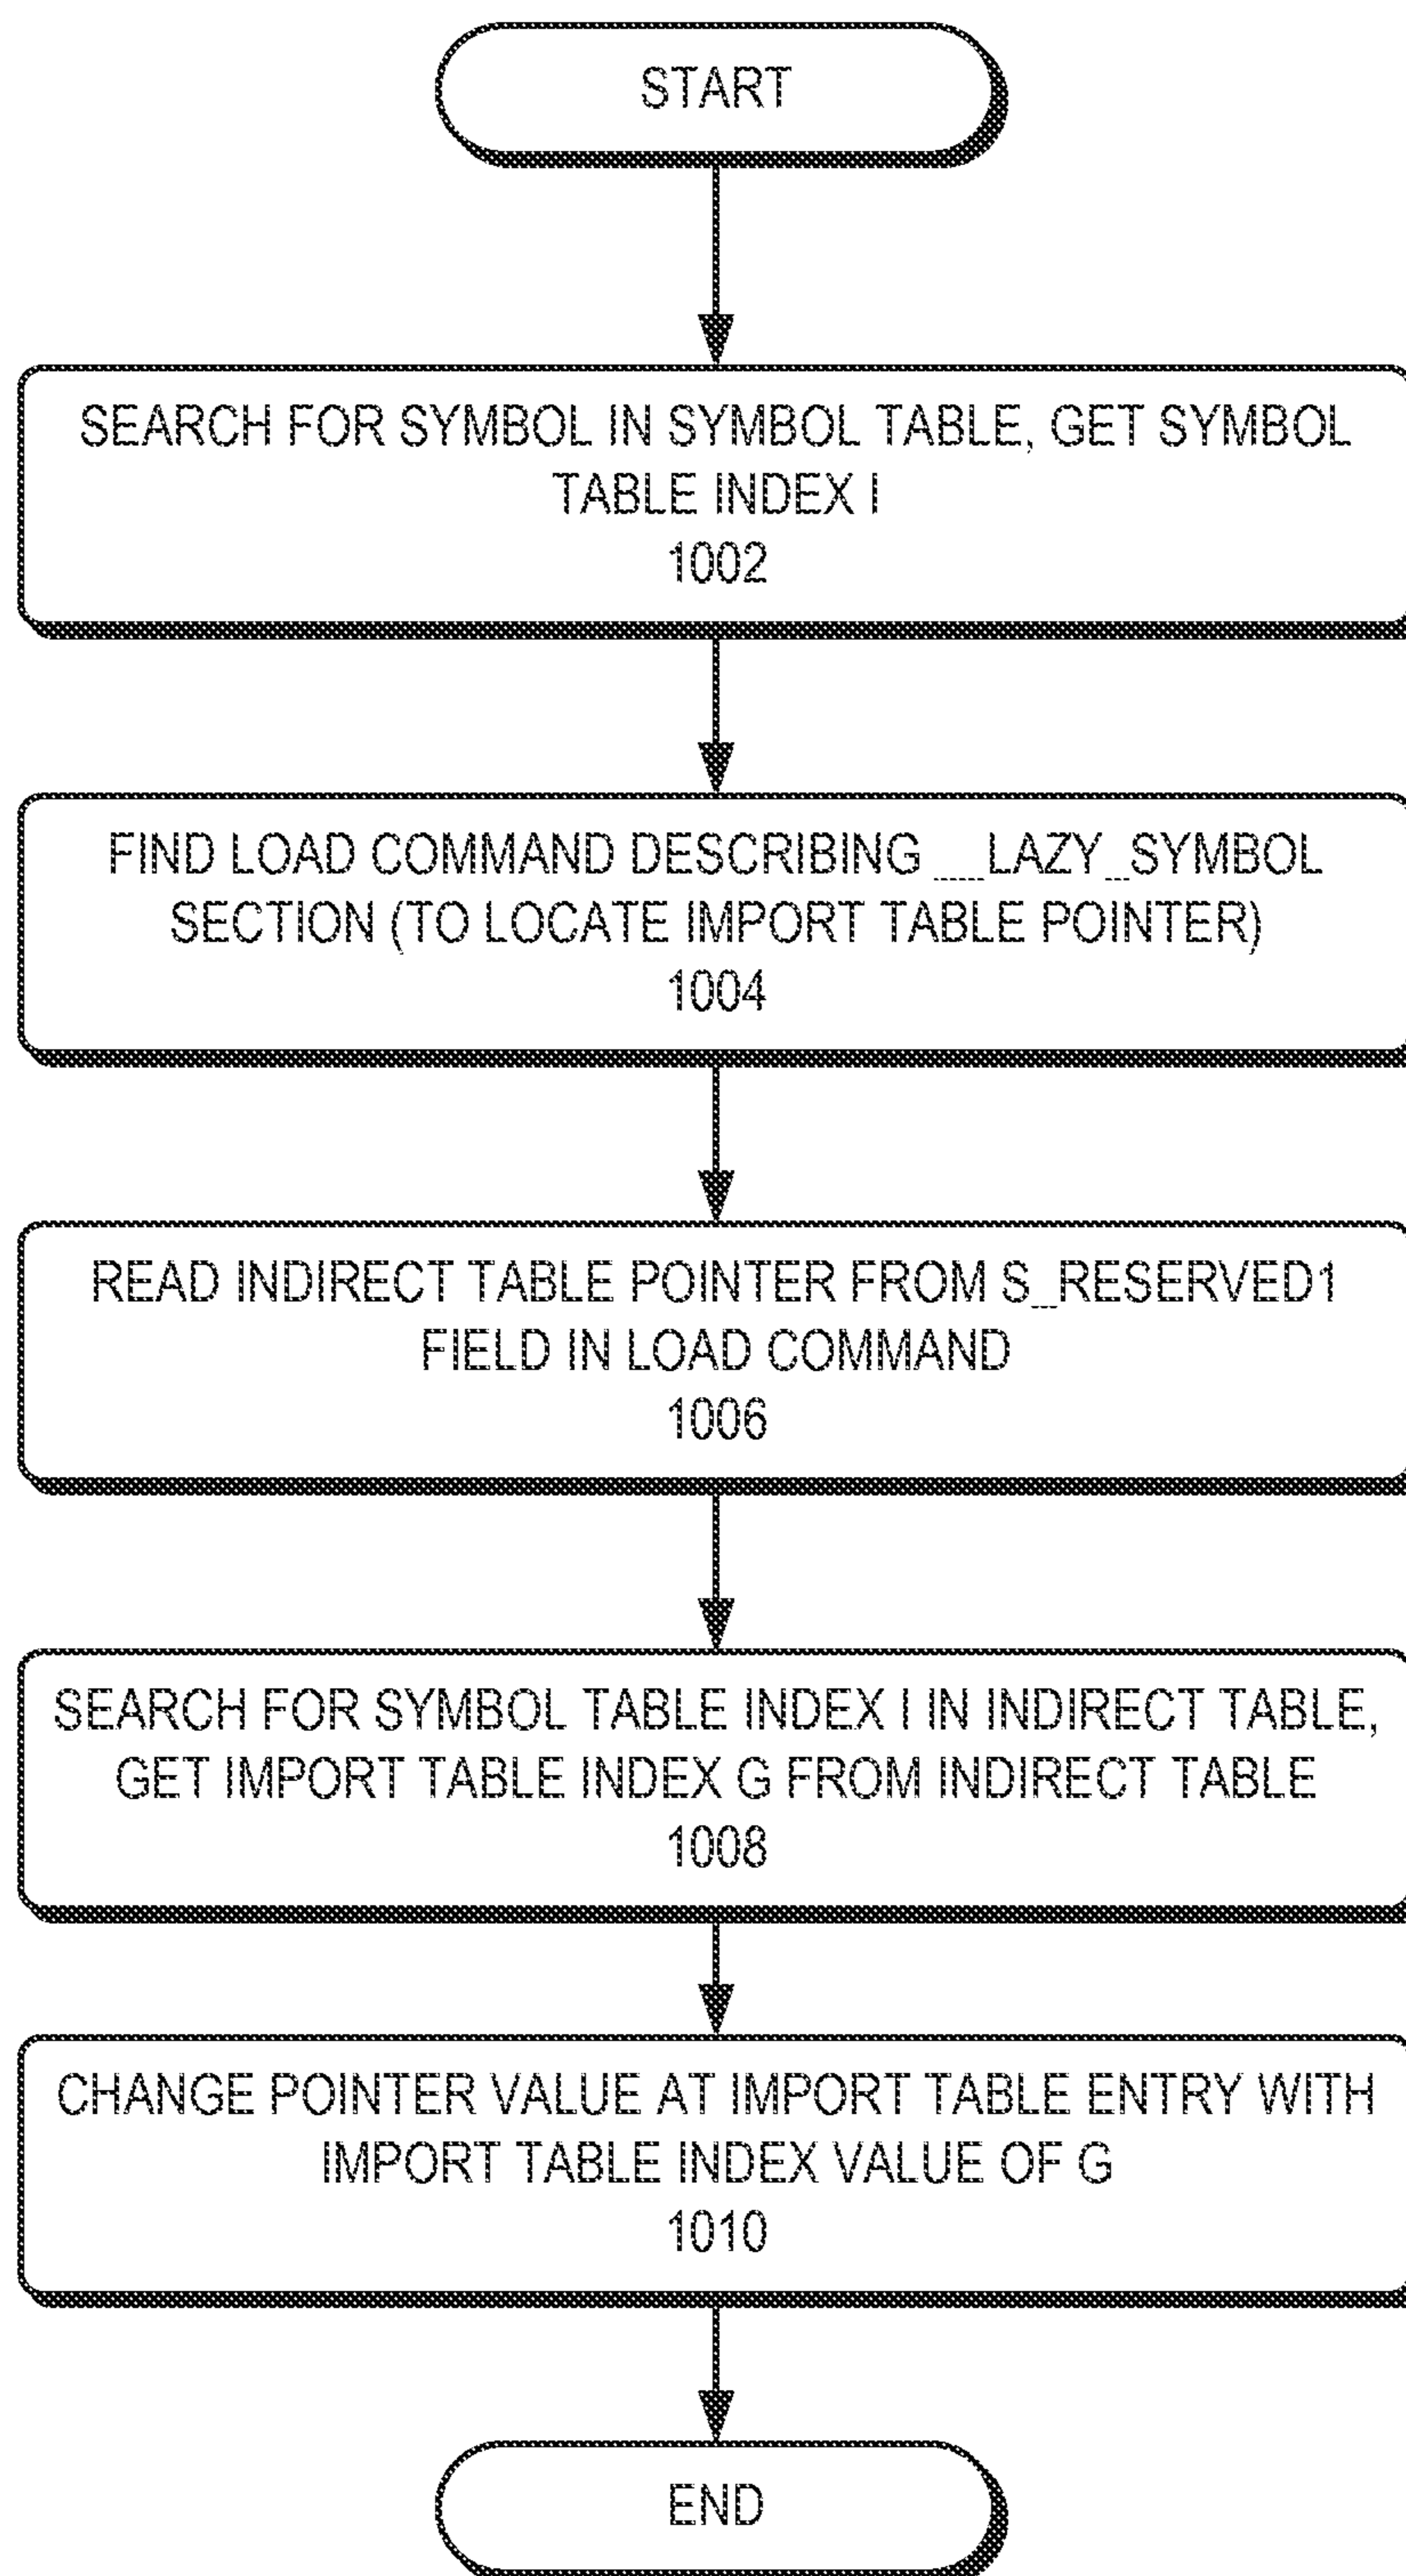 START
SEARCH FOR SYMBOL IN SYMBOL TABLE, GET SYMBOL
TABLE INDEX I
1002
FIND LOAD COMMAND DESCRIBING __LAZY_SYMBOL
SECTION (TO LOCATE IMPORT TABLE POINTER)
1004
READ INDIRECT TABLE POINTER FROM S_RESERVED1
FIELD IN LOAD COMMAND
1006
SEARCH FOR SYMBOL TABLE INDEX I IN INDIRECT TABLE,
GET IMPORT TABLE INDEX G FROM INDIRECT TABLE
1008
CHANGE POINTER VALUE AT IMPORT TABLE ENTRY WITH
IMPORT TABLE INDEX VALUE OF G
1010
END